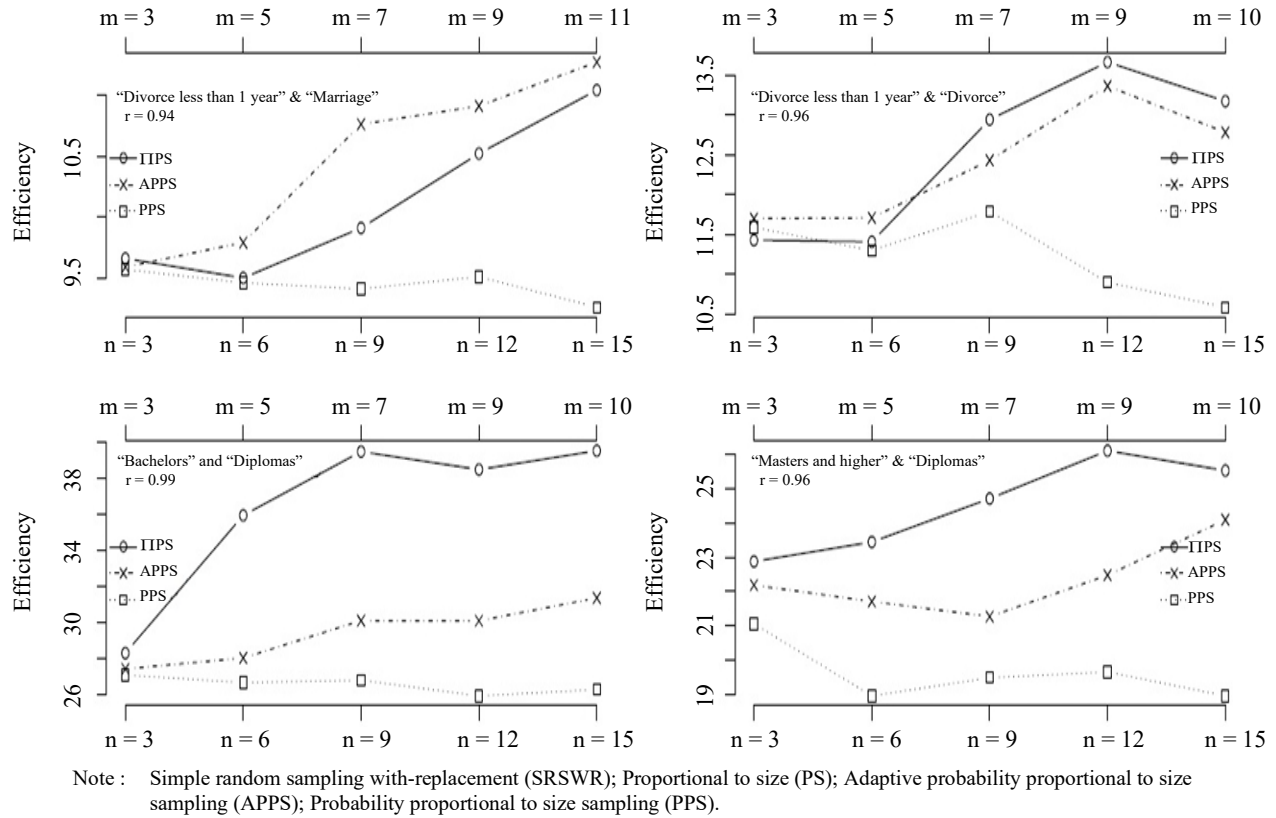 m = 3 m = 5 m = 7 m = 9 m = 11
“Divorce less than 1 year” & “Marriage”
r = 0.94
ΠPS
APPS
PPS
Efficiency
9.5 10.5
n = 3 n = 6 n = 9 n = 12 n = 15
m = 3 m = 5 m = 7 m = 9 m = 10
“Divorce less than 1 year” & “Divorce”
r = 0.96
ΠPS
APPS
PPS
Efficiency
10.5 11.5 12.5 13.5
n = 3 n = 6 n = 9 n = 12 n = 15
m = 3 m = 5 m = 7 m = 9 m = 10
“Bachelors” and “Diplomas”
r = 0.99
ΠPS
APPS
PPS
Efficiency
26 30 34 38
n = 3 n = 6 n = 9 n = 12 n = 15
m = 3 m = 5 m = 7 m = 9 m = 10
“Masters and higher” & “Diplomas”
r = 0.96
ΠPS
APPS
PPS
Efficiency
19 21 23 25
n = 3 n = 6 n = 9 n = 12 n = 15
Note : Simple random sampling with-replacement (SRSWR); Proportional to size (PS); Adaptive probability proportional to size
sampling (APPS); Probability proportional to size sampling (PPS).